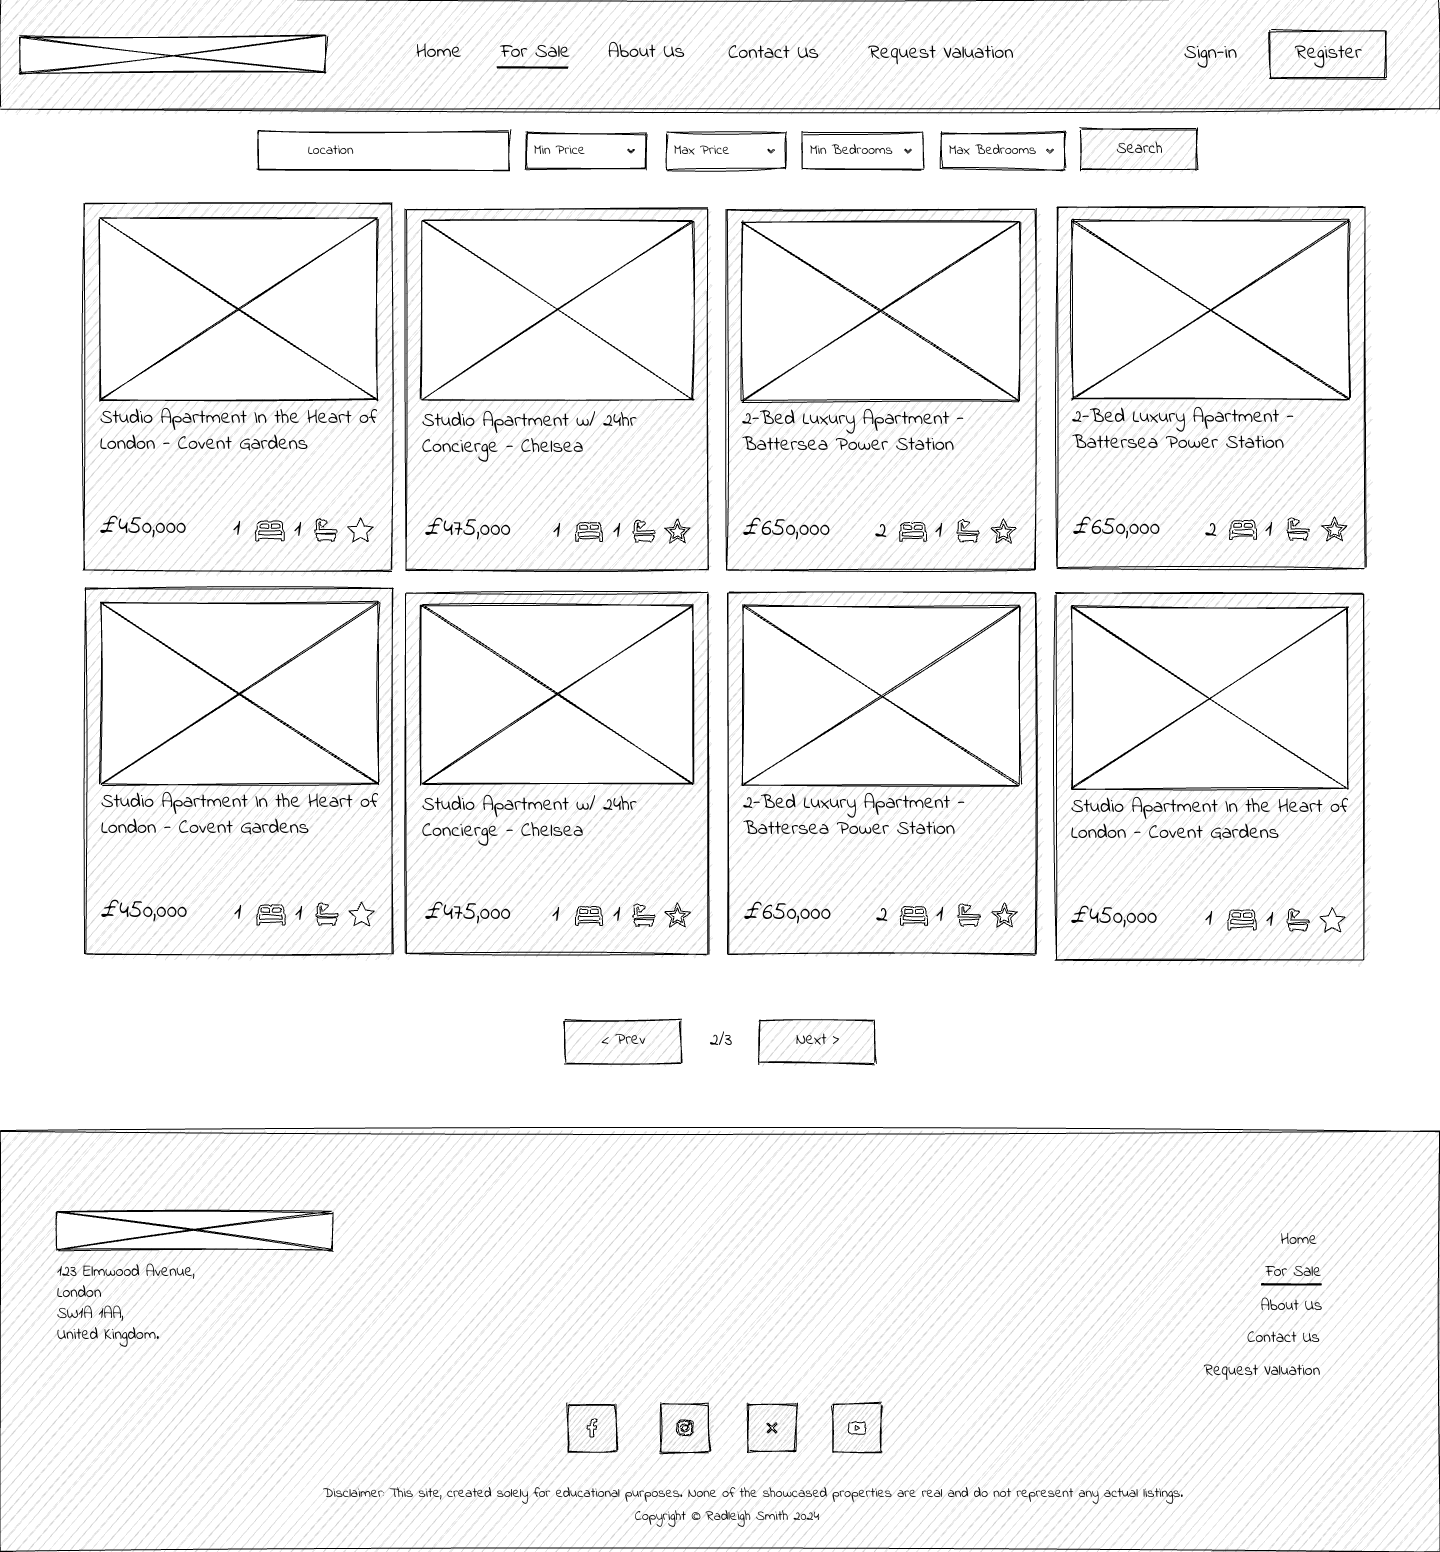 Home For Sale About Us Contact Us Request Valuation Sign-in Register
Location Min Price Max Price Min Bedrooms Max Bedrooms Search
Studio Apartment In the Heart of
London - Covent Gardens
£450,000 1 1
Studio Apartment w/ 24hr
Concierge - Chelsea
£475,000 1 1
2-Bed Luxury Apartment -
Battersea Power Station
£650,000 2 1
2-Bed Luxury Apartment -
Battersea Power Station
£650,000 2 1
Studio Apartment In the Heart of
London - Covent Gardens
£450,000 1 1
Studio Apartment w/ 24hr
Concierge - Chelsea
£475,000 1 1
2-Bed Luxury Apartment -
Battersea Power Station
£650,000 2 1
Studio Apartment In the Heart of
London - Covent Gardens
£450,000 1 1
< Prev 2/3 Next >
123 Elmwood Avenue,
London
SW1A 1AA,
United Kingdom.
Home
For Sale
About Us
Contact Us
Request Valuation
Disclaimer: This site, created solely for educational purposes. None of the showcased properties are real and do not represent any actual listings.
Copyright © Radleigh Smith 2024